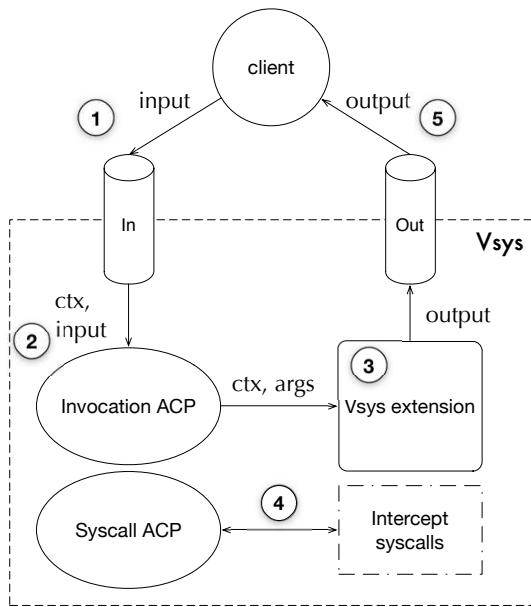 client
1
input
output
5
In
Out
Vsys
ctx,
input
2
output
3
Invocation ACP
ctx, args
Vsys extension
4
Syscall ACP
Intercept
syscalls